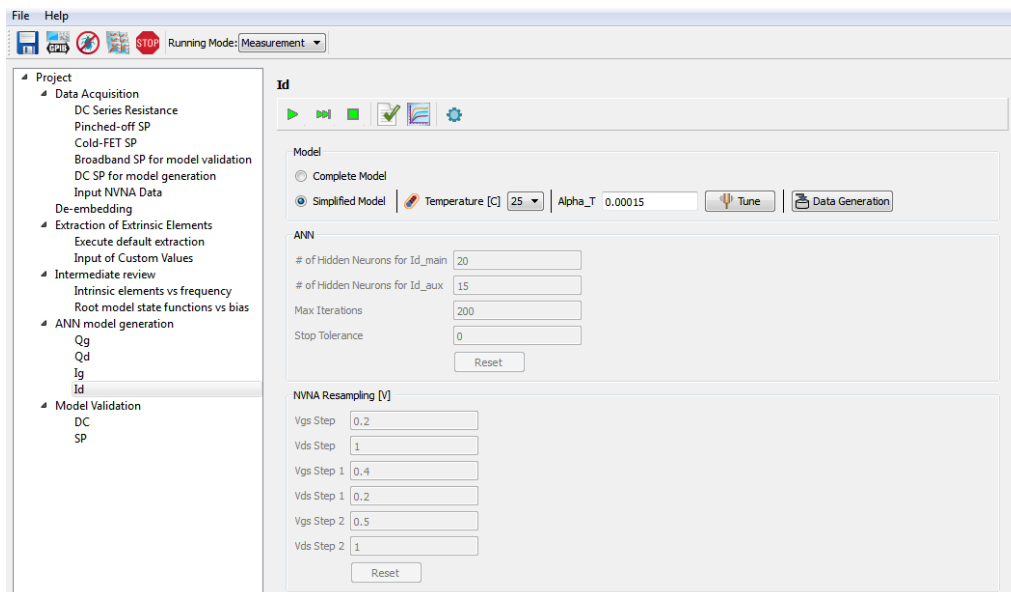 File Help
GPIB STOP Running Mode: Measurement
Project
Data Acquisition
DC Series Resistance
Pinched-off SP
Cold-FET SP
Broadband SP for model validation
DC SP for model generation
Input NVNA Data
De-embedding
Extraction of Extrinsic Elements
Execute default extraction
Input of Custom Values
Intermediate review
Intrinsic elements vs frequency
Root model state functions vs bias
ANN model generation
Qg
Qd
Ig
Id
Model Validation
DC
SP
Id
Model
Complete Model
Simplified Model Temperature [C] 25 Alpha_T 0.00015 Tune Data Generation
ANN
# of Hidden Neurons for Id_main 20
# of Hidden Neurons for Id_aux 15
Max Iterations 200
Stop Tolerance 0
Reset
NVNA Resampling [V]
Vgs Step 0.2
Vds Step 1
Vgs Step 1 0.4
Vds Step 1 0.2
Vgs Step 2 0.5
Vds Step 2 1
Reset